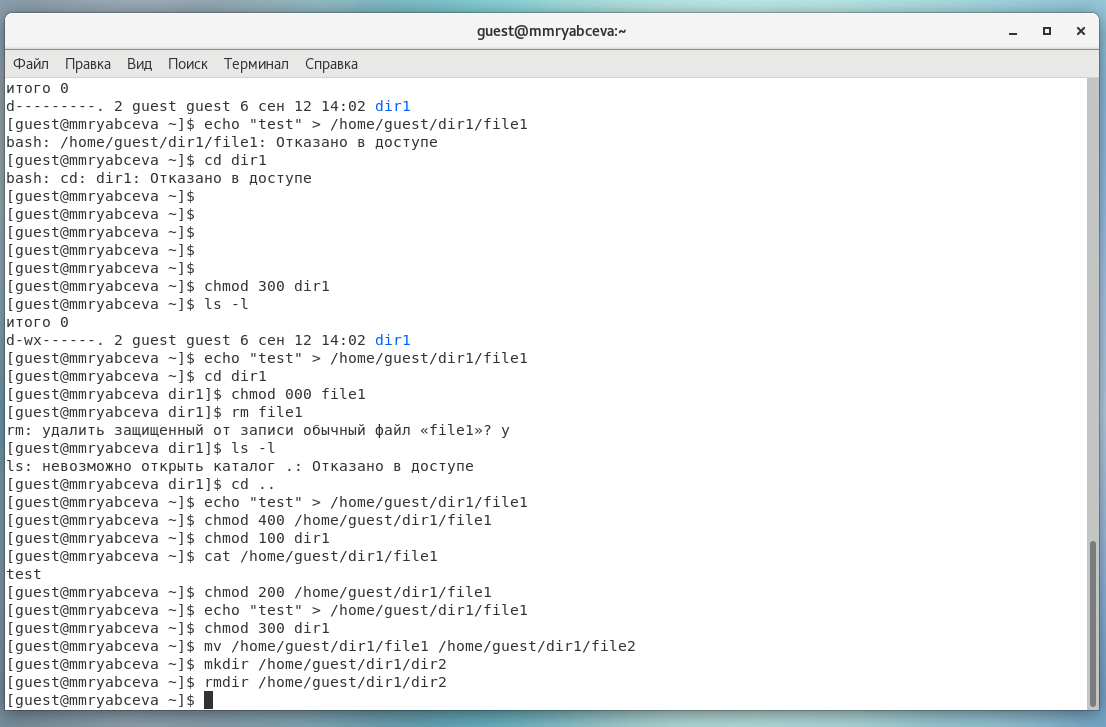 guest@mmryabceva:~
Файл Правка Вид Поиск Терминал Справка
итого 0
d---------. 2 guest guest 6 сен 12 14:02 dir1
[guest@mmryabceva ~]$ echo "test" > /home/guest/dir1/file1
bash: /home/guest/dir1/file1: Отказано в доступе
[guest@mmryabceva ~]$ cd dir1
bash: cd: dir1: Отказано в доступе
[guest@mmryabceva ~]$
[guest@mmryabceva ~]$
[guest@mmryabceva ~]$
[guest@mmryabceva ~]$
[guest@mmryabceva ~]$
[guest@mmryabceva ~]$ chmod 300 dir1
[guest@mmryabceva ~]$ ls -l
итого 0
d-wx------. 2 guest guest 6 сен 12 14:02 dir1
[guest@mmryabceva ~]$ echo "test" > /home/guest/dir1/file1
[guest@mmryabceva ~]$ cd dir1
[guest@mmryabceva dir1]$ chmod 000 file1
[guest@mmryabceva dir1]$ rm file1
rm: удалить защищенный от записи обычный файл «file1»? y
[guest@mmryabceva dir1]$ ls -l
ls: невозможно открыть каталог .: Отказано в доступе
[guest@mmryabceva dir1]$ cd ..
[guest@mmryabceva ~]$ echo "test" > /home/guest/dir1/file1
[guest@mmryabceva ~]$ chmod 400 /home/guest/dir1/file1
[guest@mmryabceva ~]$ chmod 100 dir1
[guest@mmryabceva ~]$ cat /home/guest/dir1/file1
test
[guest@mmryabceva ~]$ chmod 200 /home/guest/dir1/file1
[guest@mmryabceva ~]$ echo "test" > /home/guest/dir1/file1
[guest@mmryabceva ~]$ chmod 300 dir1
[guest@mmryabceva ~]$ mv /home/guest/dir1/file1 /home/guest/dir1/file2
[guest@mmryabceva ~]$ mkdir /home/guest/dir1/dir2
[guest@mmryabceva ~]$ rmdir /home/guest/dir1/dir2
[guest@mmryabceva ~]$